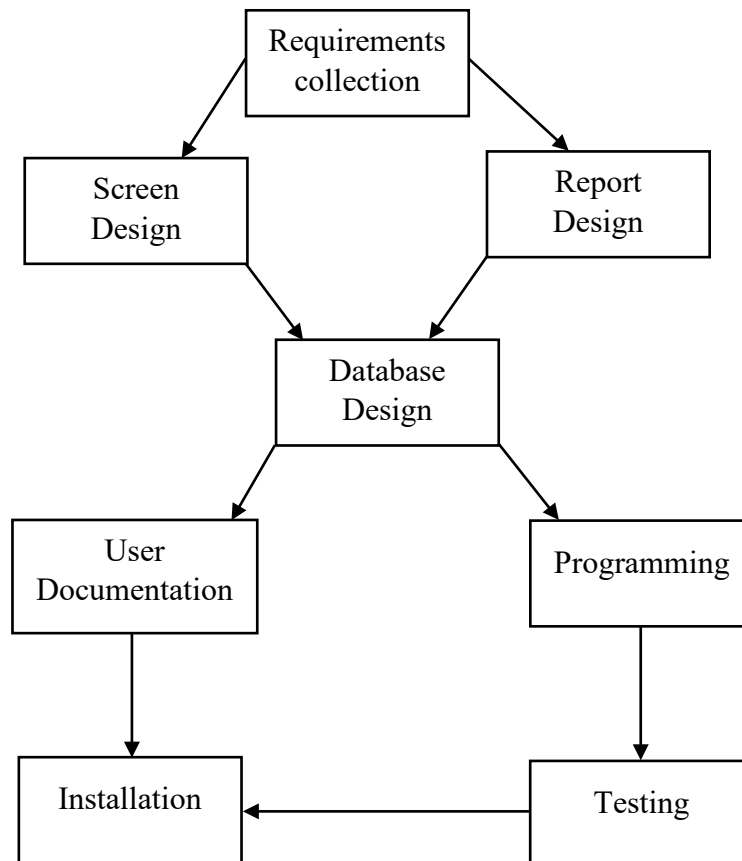 Requirements
collection
Screen
Design
Report
Design
Database
Design
User
Documentation
Programming
Installation
Testing